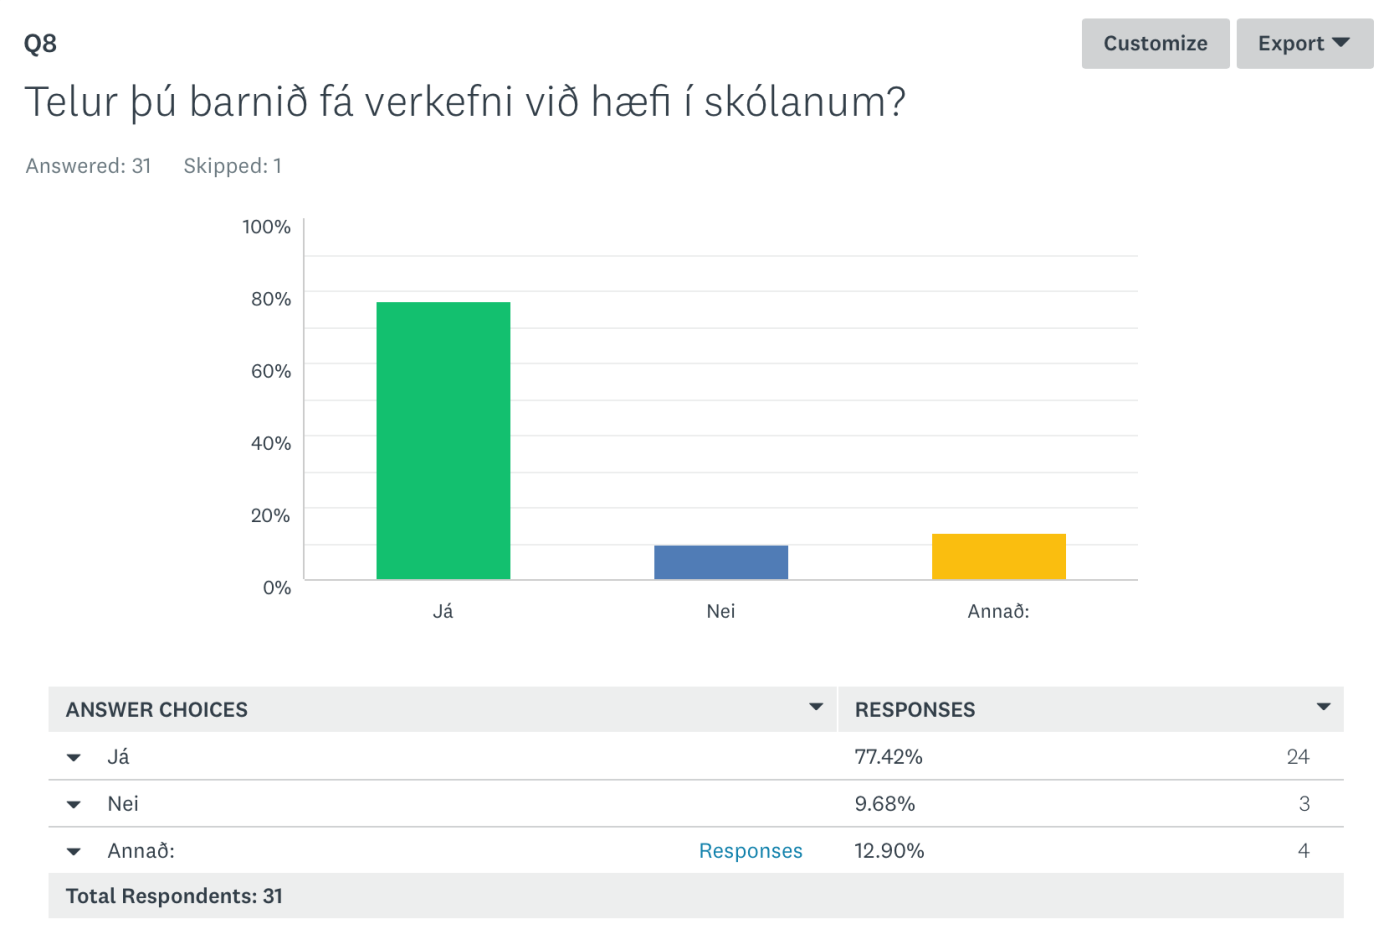 Q8
Customize
Export
Telur þú barnið fá verkefni við hæfi í skólanum?
Answered: 31 Skipped: 1
100%
80%
60%
40%
20%
0%
Já Nei Annað:
ANSWER CHOICES RESPONSES
Já 77.42% 24
Nei 9.68% 3
Annað: Responses 12.90% 4
Total Respondents: 31